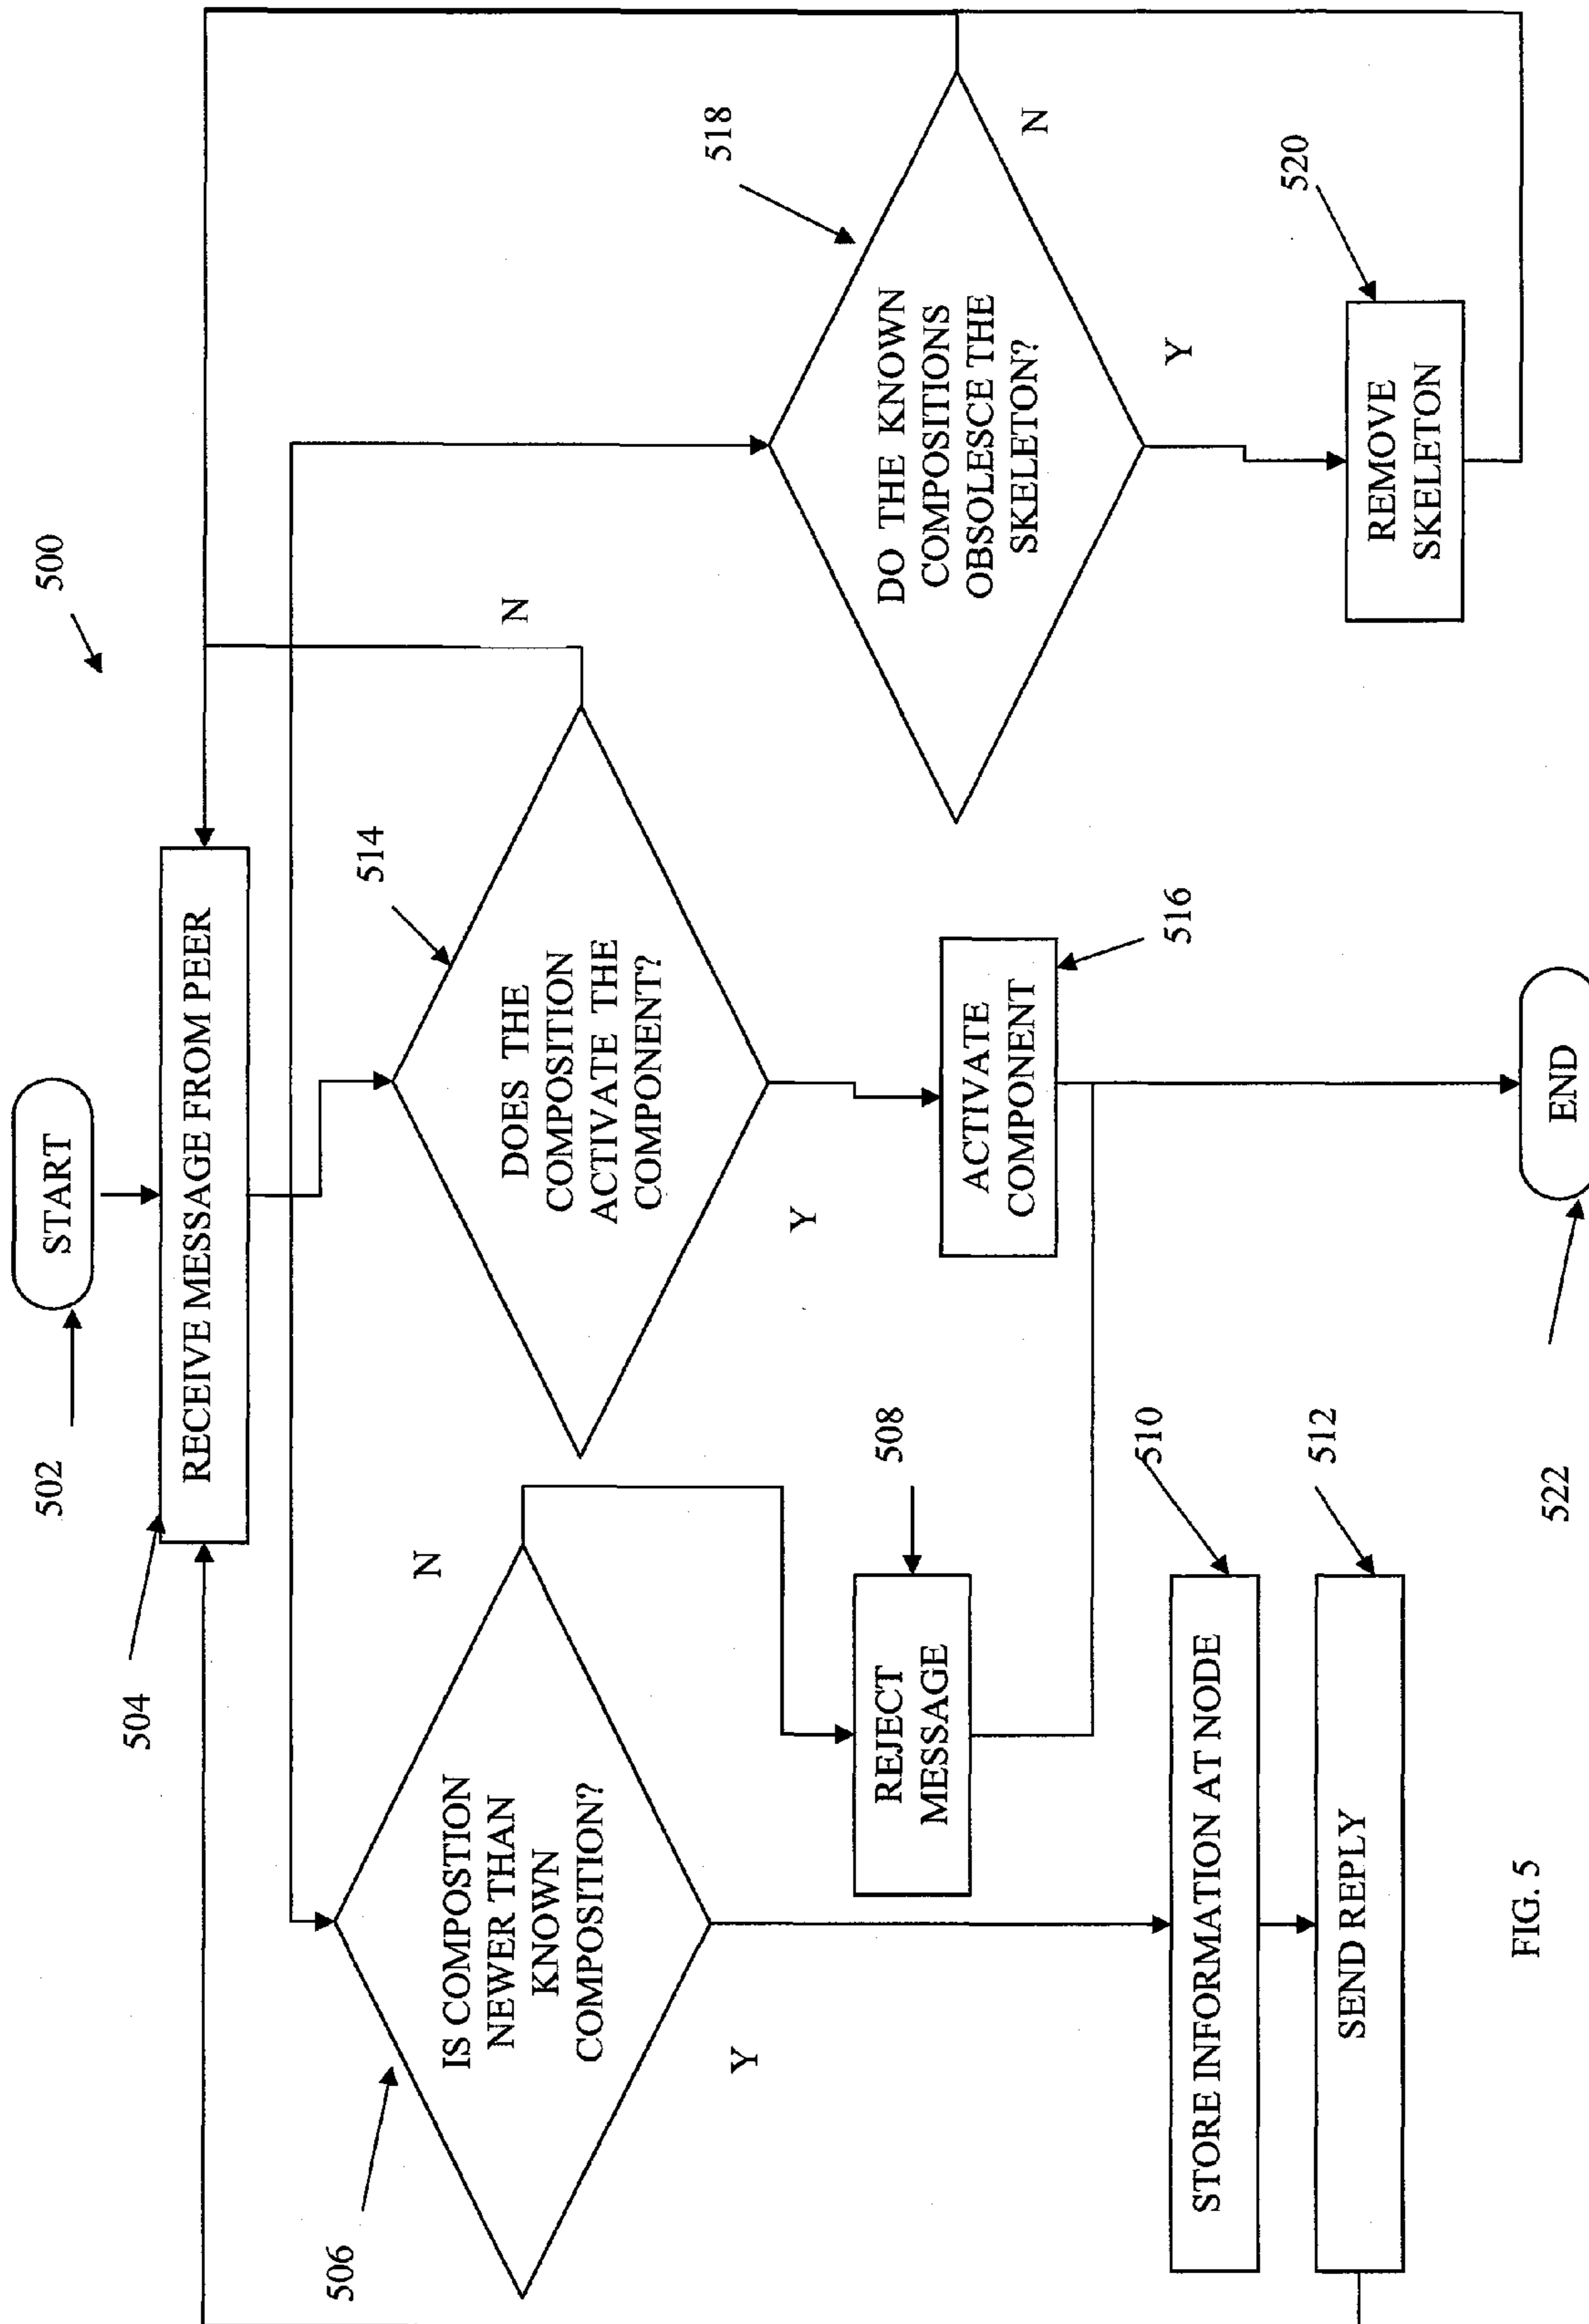 500
502
START
504
RECEIVE MESSAGE FROM PEER
506
IS COMPOSTION
NEWER THAN
KNOWN
COMPOSITION?
N
Y
514
DOES THE
COMPOSITION
ACTIVATE THE
COMPONENT?
N
Y
518
DO THE KNOWN
COMPOSITIONS
OBSOLESCE THE
SKELETON?
N
Y
508
REJECT
MESSAGE
516
ACTIVATE
COMPONENT
520
REMOVE
SKELETON
510
STORE INFORMATION AT NODE
512
SEND REPLY
522
END
FIG. 5